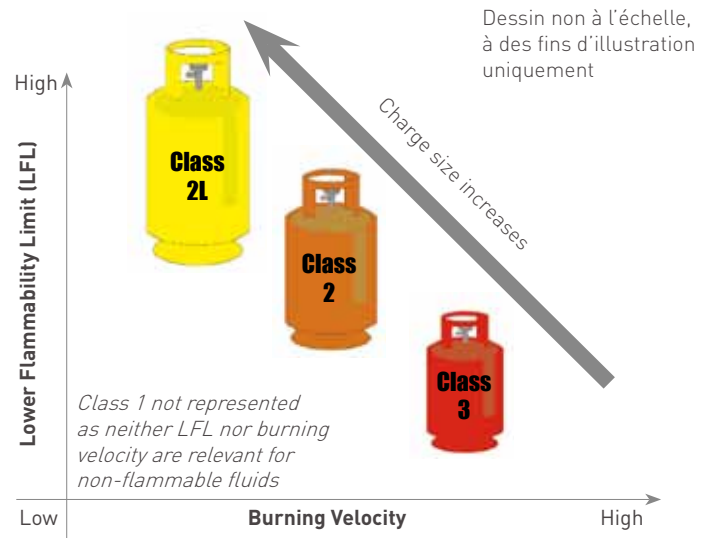 Dessin non à l'échelle,
à des fins d'illustration
uniquement
High
Lower Flammability Limit (LFL)
Charge size increases
Class
2L
Class
2
Class
3
Class 1 not represented
as neither LFL nor burning
velocity are relevant for
non-flammable fluids
Low
Burning Velocity
High